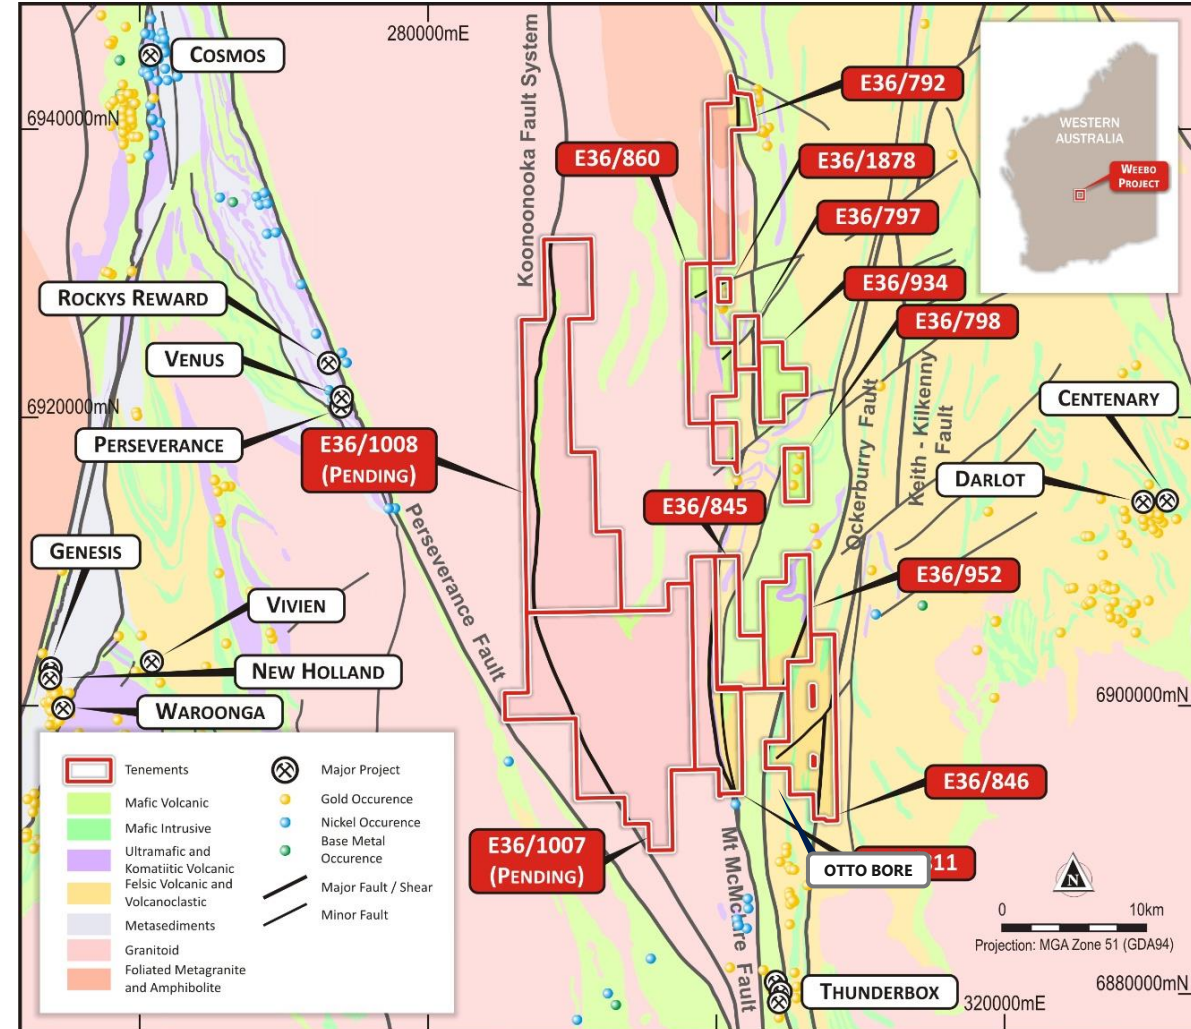 280000mE
COSMOS
6940000mN
Koonoonooka Fault System
E36/792
E36/860
E36/1878
E36/797
WESTERN
AUSTRALIA
WEEBO
PROJECT
ROCKYS REWARD
E36/934
E36/798
VENUS
6920000mN
PERSEVERANCE
E36/1008
(PENDING)
Ockerburry Fault
Keith - Kilkenny
Fault
CENTENARY
DARLOT
E36/845
Perseverance Fault
GENESIS
E36/952
VIVIEN
NEW HOLLAND
WAROONGA
6900000mN
E36/846
E36/1007
(PENDING)
OTTO BORE
11
Mt McMclure Fault
THUNDERBOX
320000mE
6880000mN
Tenements
Mafic Volcanic
Mafic Intrusive
Ultramafic and
Komatiitic Volcanic
Felsic Volcanic and
Volcanoclastic
Metasediments
Granitoid
Foliated Metagranite
and Amphibolite
Major Project
Gold Occurence
Nickel Occurence
Base Metal
Occurence
Major Fault / Shear
Minor Fault
N
0 10km
Projection: MGA Zone 51 (GDA94)